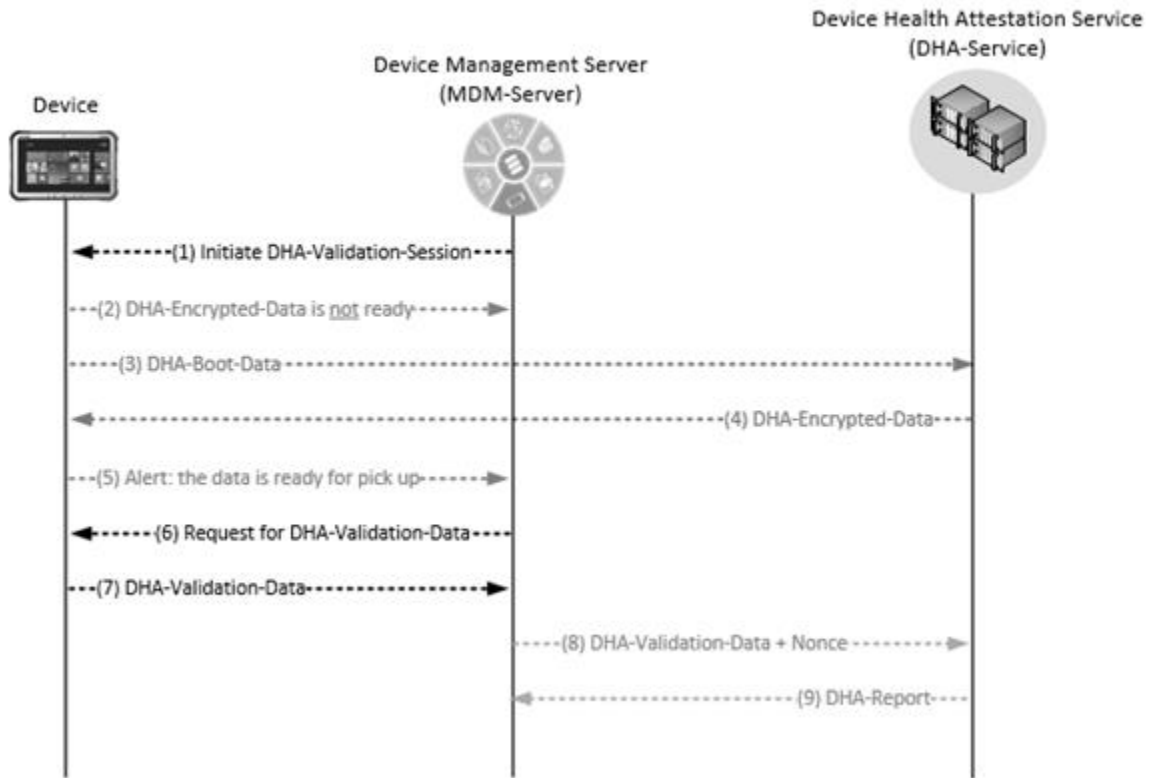 Device Health Attestation Service
(DHA-Service)
Device Management Server
(MDM-Server)
Device
(1) Initiate DHA-Validation-Session
(2) DHA-Encrypted-Data is not ready
(3) DHA-Boot-Data
(4) DHA-Encrypted-Data
(5) Alert: the data is ready for pick up
(6) Request for DHA-Validation-Data
(7) DHA-Validation-Data
(8) DHA-Validation-Data + Nonce
(9) DHA-Report